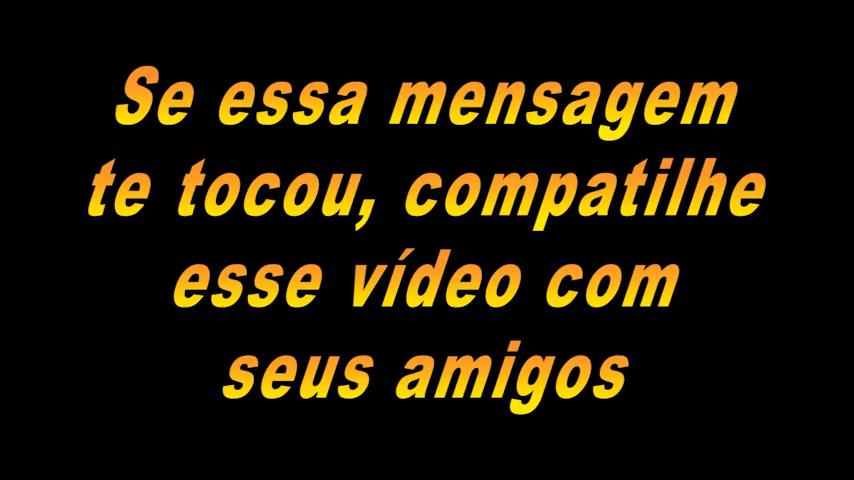 Se essa mensagem
te tocou, compatilhe
esse vídeo com
seus amigos